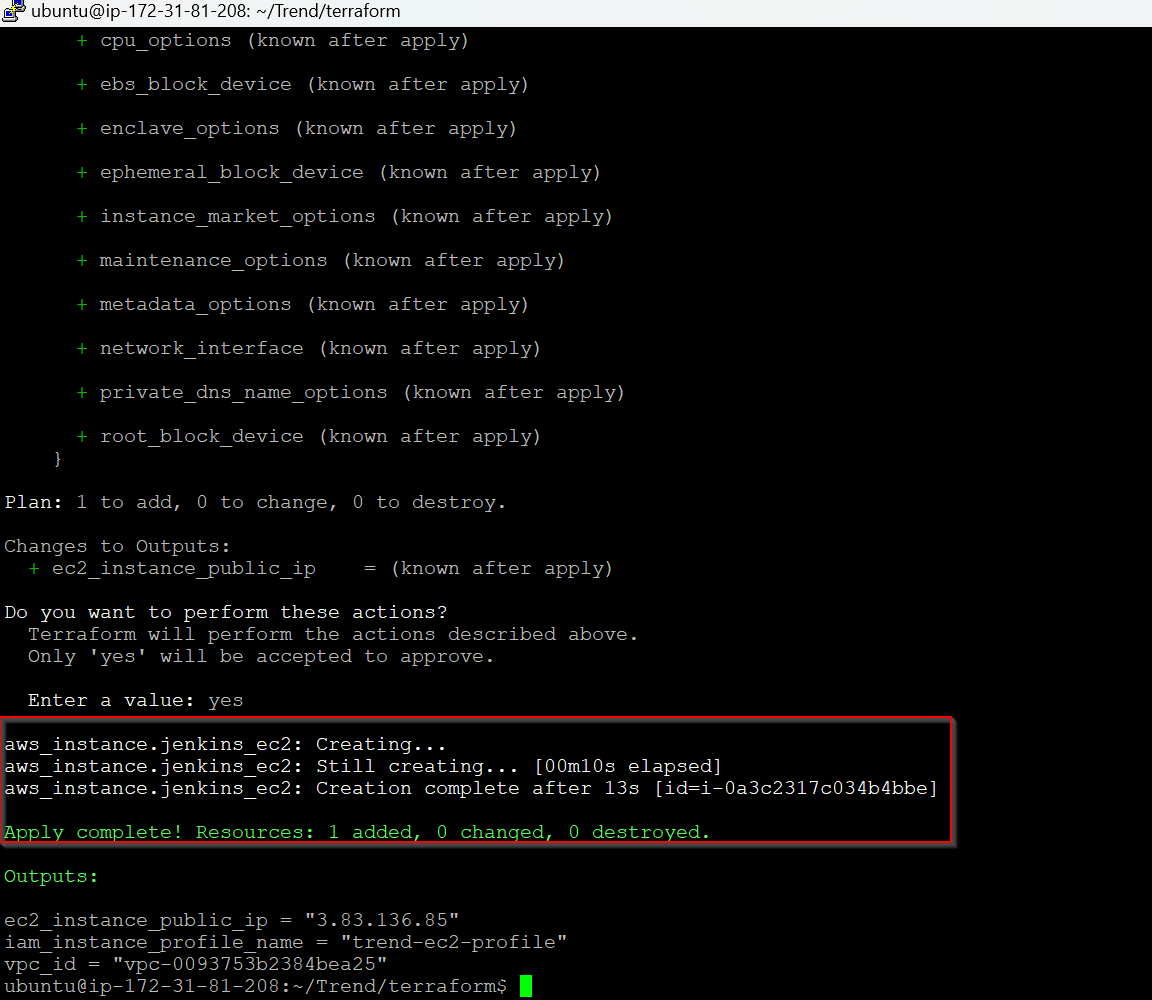 ubuntu@ip-172-31-81-208: ~/Trend/terraform
+ cpu_options (known after apply)
+ ebs_block_device (known after apply)
+ enclave_options (known after apply)
+ ephemeral_block_device (known after apply)
+ instance_market_options (known after apply)
+ maintenance_options (known after apply)
+ metadata_options (known after apply)
+ network_interface (known after apply)
+ private_dns_name_options (known after apply)
+ root_block_device (known after apply)
}
Plan: 1 to add, 0 to change, 0 to destroy.
Changes to Outputs:
+ ec2_instance_public_ip    = (known after apply)
Do you want to perform these actions?
Terraform will perform the actions described above.
Only 'yes' will be accepted to approve.
Enter a value: yes
aws_instance.jenkins_ec2: Creating...
aws_instance.jenkins_ec2: Still creating... [00m10s elapsed]
aws_instance.jenkins_ec2: Creation complete after 13s [id=i-0a3c2317c034b4bbe]
Apply complete! Resources: 1 added, 0 changed, 0 destroyed.
Outputs:
ec2_instance_public_ip = "3.83.136.85"
iam_instance_profile_name = "trend-ec2-profile"
vpc_id = "vpc-0093753b2384bea25"
ubuntu@ip-172-31-81-208:~/Trend/terraform$